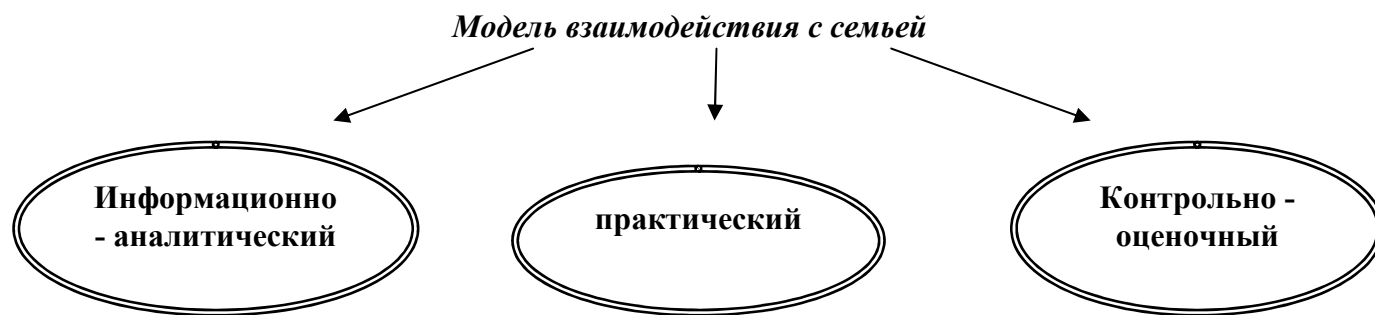 Модель взаимодействия с семьей
Информационно
- аналитический
практический
Контрольно -
оценочный